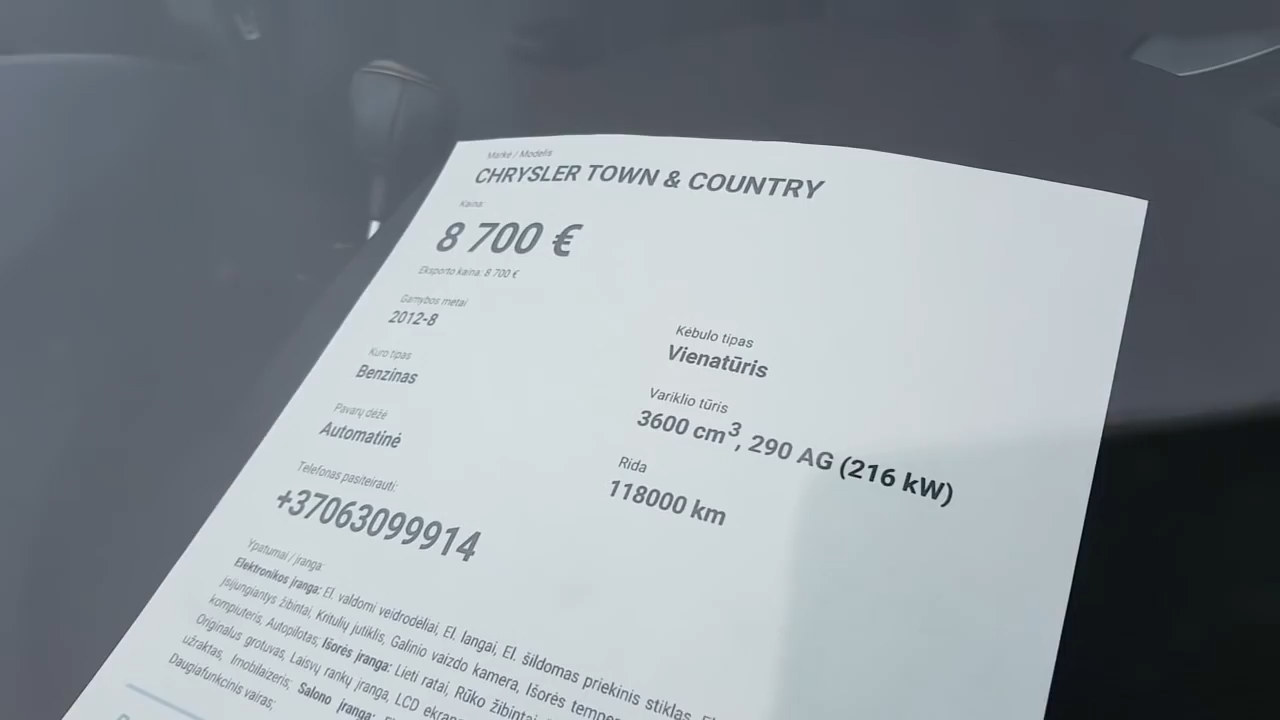 Markė / Modelis
CHRYSLER TOWN & COUNTRY
Kaina:
8 700 €
Eksporto kaina: 8 700 €
Gamybos metai
2012-8
Kėbulo tipas
Vienatūris
Kuro tipas
Benzinas
Variklio tūris
3600 cm³, 290 AG (216 kW)
Pavarų dėžė
Automatinė
Rida
118000 km
Telefonas pasiteirauti:
+37063099914
Ypatumai / įranga:
Elektronikos įranga: El. valdomi veidrodėliai, El. langai, El. šildomas priekinis stiklas,
Įsijungiantys žibintai, Kritulių jutiklis, Galinio vaizdo kamera, Išorės
kompiuteris, Autopilotas; Išorės įranga: Lieti ratai, Rūko
Originalus grotuvas, Laisvų rankų įranga, LCD
užraktas, Imobilaizeris; Salono įranga:
Daugiafunkcinis vairas;